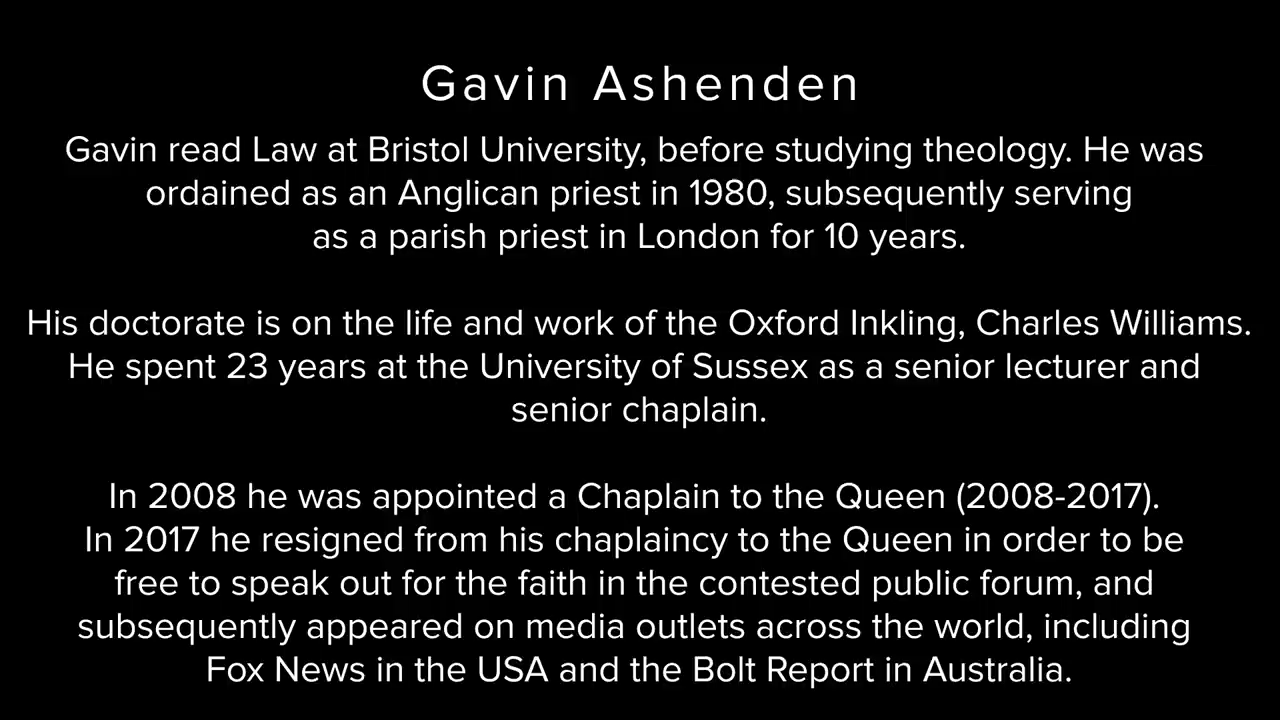 Gavin Ashenden
Gavin read Law at Bristol University, before studying theology. He was
ordained as an Anglican priest in 1980, subsequently serving
as a parish priest in London for 10 years.
His doctorate is on the life and work of the Oxford Inkling, Charles Williams.
He spent 23 years at the University of Sussex as a senior lecturer and
senior chaplain.
In 2008 he was appointed a Chaplain to the Queen (2008-2017).
In 2017 he resigned from his chaplaincy to the Queen in order to be
free to speak out for the faith in the contested public forum, and
subsequently appeared on media outlets across the world, including
Fox News in the USA and the Bolt Report in Australia.